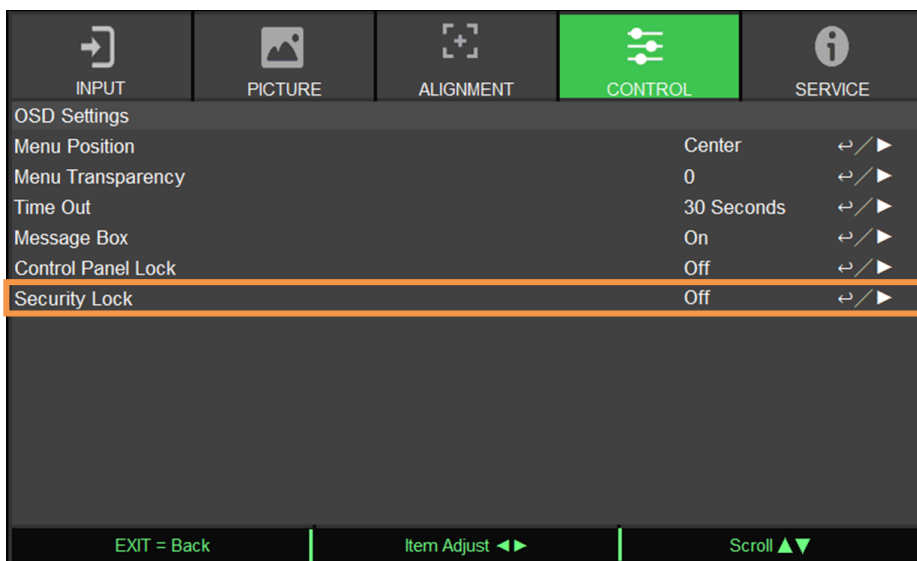 INPUT PICTURE ALIGNMENT CONTROL SERVICE
OSD Settings
Menu Position Center ↩/▶
Menu Transparency 0 ↩/▶
Time Out 30 Seconds ↩/▶
Message Box On ↩/▶
Control Panel Lock Off ↩/▶
Security Lock Off ↩/▶
EXIT = Back Item Adjust ◀▶ Scroll ▲▼